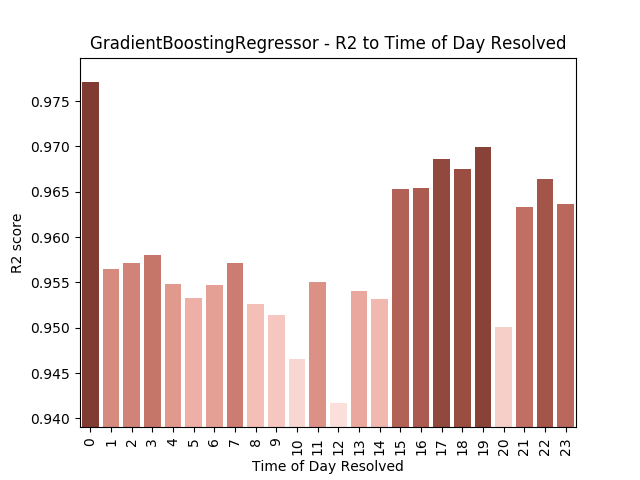 GradientBoostingRegressor - R2 to Time of Day Resolved
0.975
0.970
0.965
0.960
0.955
0.950
0.945
0.940
R2 score
0 1 2 3 4 5 6 7 8 9 10 11 12 13 14 15 16 17 18 19 20 21 22 23
Time of Day Resolved